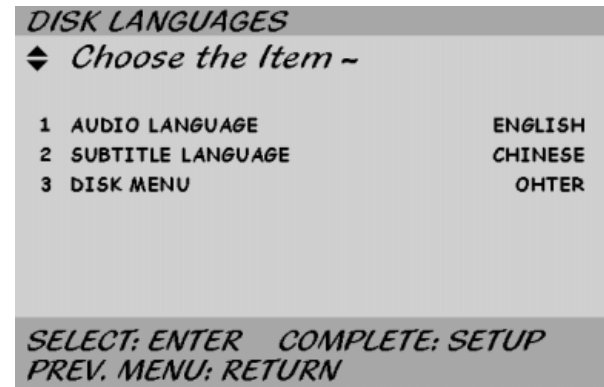 DISK LANGUAGES
Choose the Item ~
1 AUDIO LANGUAGE ENGLISH
2 SUBTITLE LANGUAGE CHINESE
3 DISK MENU OHTER
SELECT: ENTER COMPLETE: SETUP
PREV. MENU: RETURN